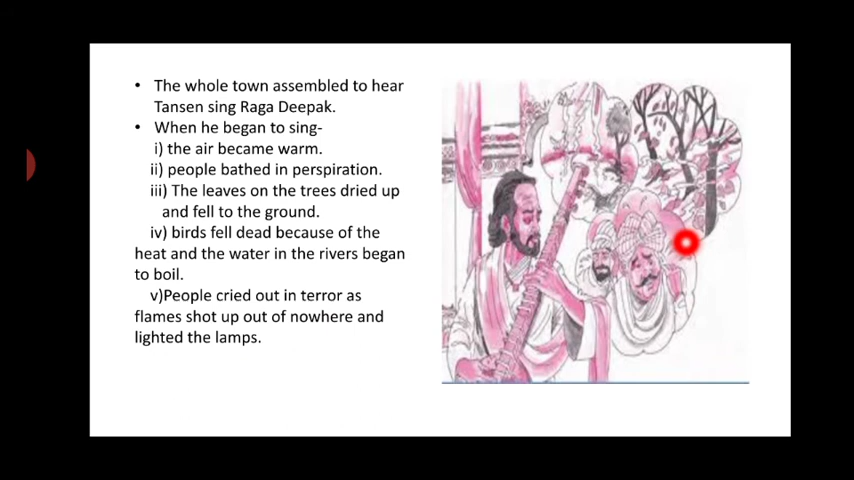 • The whole town assembled to hear
Tansen sing Raga Deepak.
• When he began to sing-
i) the air became warm.
ii) people bathed in perspiration.
iii) The leaves on the trees dried up
and fell to the ground.
iv) birds fell dead because of the
heat and the water in the rivers began
to boil.
v)People cried out in terror as
flames shot up out of nowhere and
lighted the lamps.